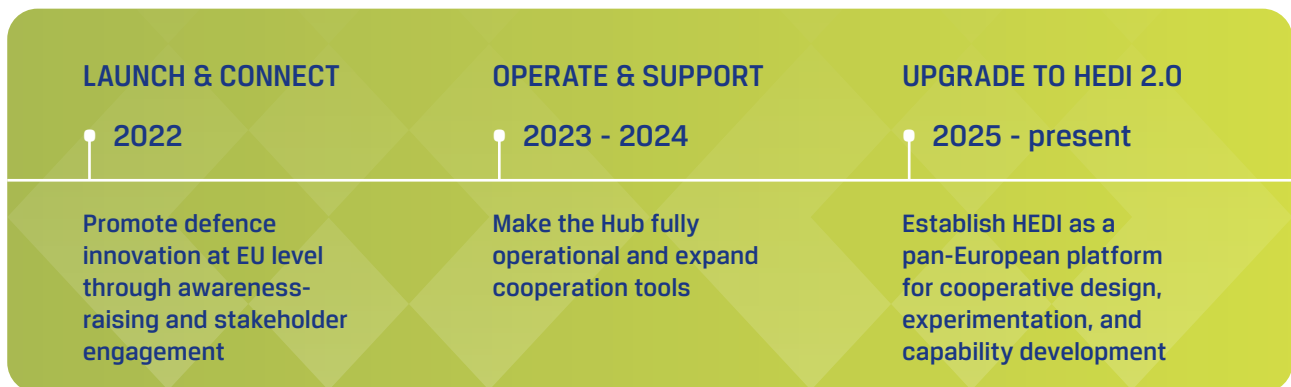 LAUNCH & CONNECT
2022
Promote defence
innovation at EU level
through awareness-
raising and stakeholder
engagement
OPERATE & SUPPORT
2023 - 2024
Make the Hub fully
operational and expand
cooperation tools
UPGRADE TO HEDI 2.0
2025 - present
Establish HEDI as a
pan-European platform
for cooperative design,
experimentation, and
capability development